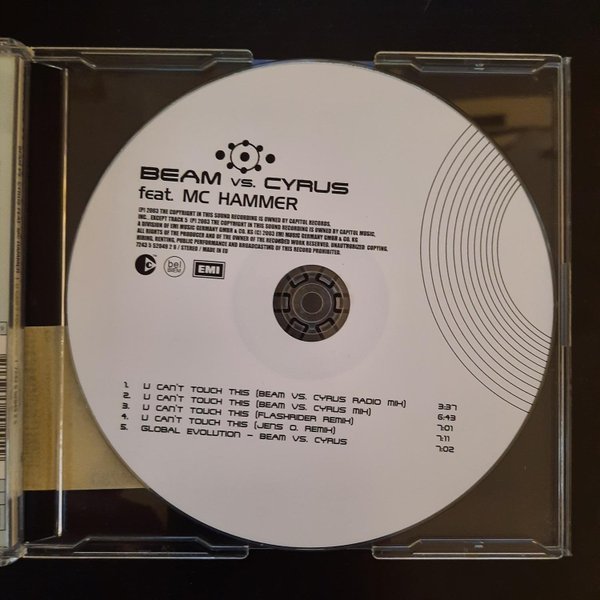 BEAM vs. CYRUS
feat. MC HAMMER
(P) 2003 THE COPYRIGHT IN THIS SOUND RECORDING IS OWNED BY CAPITOL RECORDS,
INC., EXCEPT TRACK 5 (P) 2003 THE COPYRIGHT IN THIS SOUND RECORDING IS OWNED BY CAPITOL MUSIC,
A DIVISION OF EMI MUSIC GERMANY GMBH & CO. KG (C) 2003 EMI MUSIC GERMANY GMBH & CO. KG
ALL RIGHTS OF THE PRODUCER AND OF THE OWNER OF THE RECORDED WORK RESERVED. UNAUTHORIZED COPYING,
HIRING, RENTING, PUBLIC PERFORMANCE AND BROADCASTING OF THIS RECORD PROHIBITED.
7243 5 52049 2 9 / STEREO / MADE IN EU
bel
BIEM
EMI
1. U CAN'T TOUCH THIS (BEAM VS. CYRUS RADIO MIX) 3:37
2. U CAN'T TOUCH THIS (BEAM VS. CYRUS MIX) 6:43
3. U CAN'T TOUCH THIS (FLASHRIDER REMIX) 7:01
4. U CAN'T TOUCH THIS (JENS O. REMIX) 7:11
5. GLOBAL EVOLUTION - BEAM VS. CYRUS 7:02